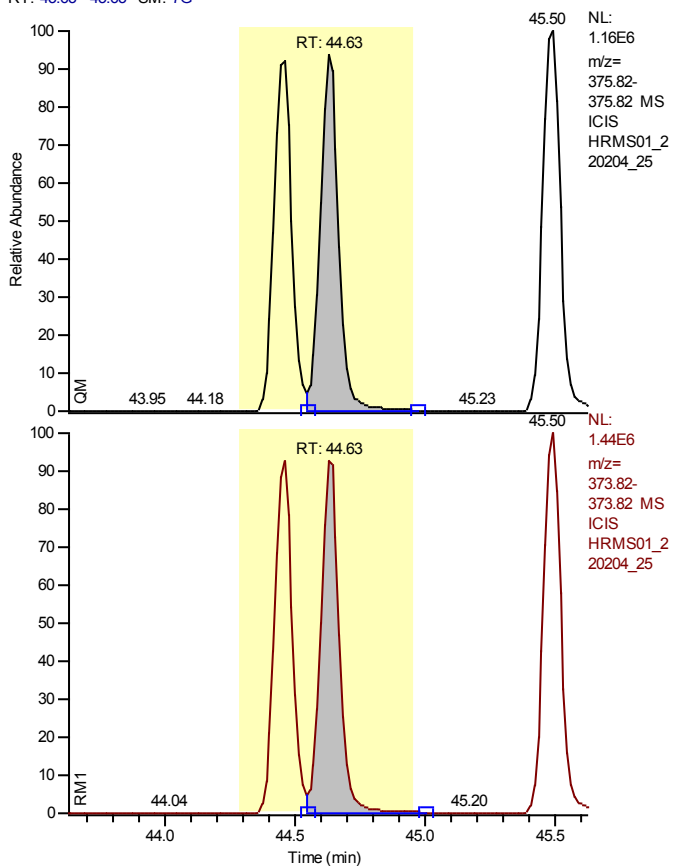 45.50
NL:
1.16E6
m/z=
375.82-
375.82 MS
ICIS
HRMS01_2
20204_25
RT: 44.63
100
90
80
70
60
50
40
30
20
10
0
Relative Abundance
QM
43.95
44.18
45.23
45.50
NL:
1.44E6
m/z=
373.82-
373.82 MS
ICIS
HRMS01_2
20204_25
RT: 44.63
100
90
80
70
60
50
40
30
20
10
0
RM1
44.04
45.20
44.0
44.5
45.0
45.5
Time (min)